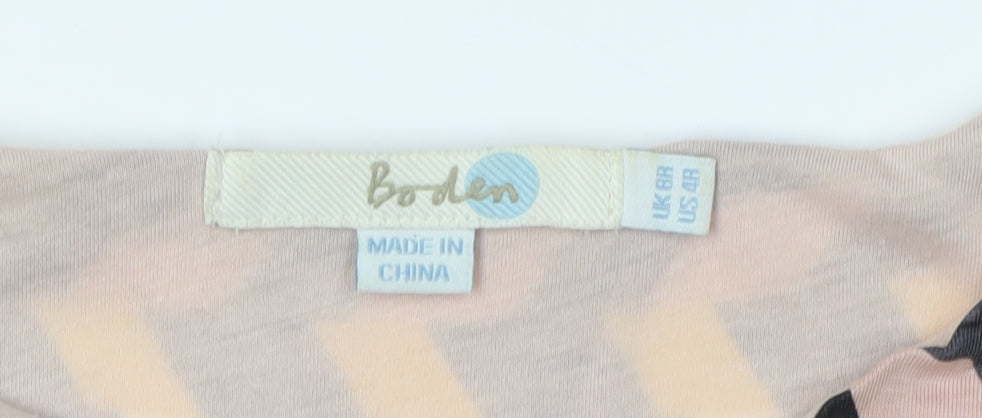 Boden
UK 8R
US 4R
MADE IN
CHINA